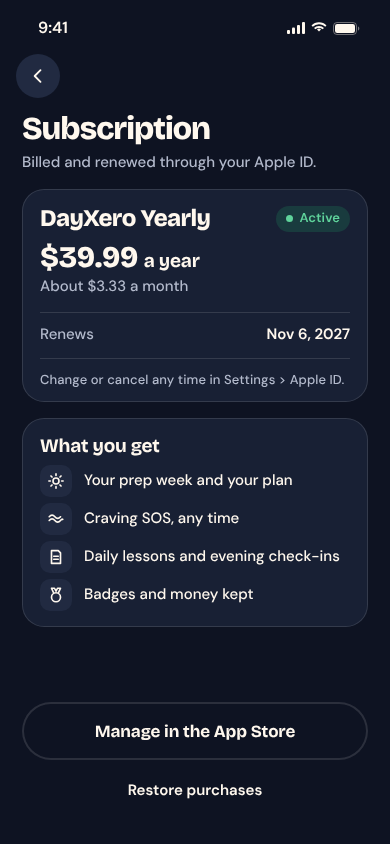 9:41
Subscription
Billed and renewed through your Apple ID.
DayXero Yearly
Active
$39.99 a year
About $3.33 a month
Renews
Nov 6, 2027
Change or cancel any time in Settings > Apple ID.
What you get
Your prep week and your plan
Craving SOS, any time
Daily lessons and evening check-ins
Badges and money kept
Manage in the App Store
Restore purchases